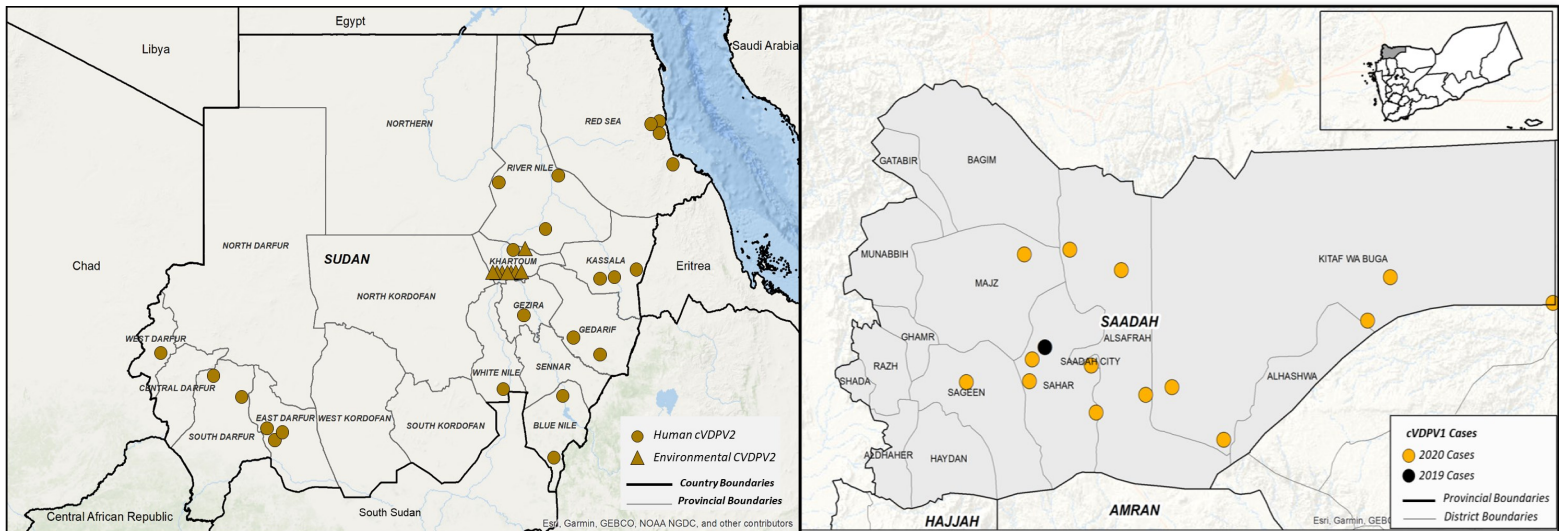 Egypt
Libya
Saudi Arabia
NORTHERN
RED SEA
RIVER NILE
NORTH DARFUR
SUDAN
Chad
KHARTOUM
KASSALA
Eritrea
NORTH KORDOFAN
GEZIRA
GEDARIF
WEST DARFUR
SENNAR
CENTRAL DARFUR
WHITE NILE
EAST DARFUR
WEST KORDOFAN
SOUTH KORDOFAN
BLUE NILE
SOUTH DARFUR
Human cVDPV2
Environmental CVDPV2
Country Boundaries
Provincial Boundaries
Central African Republic
South Sudan
Esri, Garmin, GEBCO, NOAA NGDC, and other contributors
GATABIR
BAGIM
MUNABBIH
KITAF WA BUGA
MAJZ
SAADAH
GHAMR
ALSAFRAH
RAZH
SAADAH CITY
SHADA
SAGEEN
SAHAR
ALHASHWA
ALDHAHER
HAYDAN
HAJJAH
AMRAN
cVDPV1 Cases
2020 Cases
2019 Cases
Provincial Boundaries
District Boundaries
Esri, Garmin, GEBC